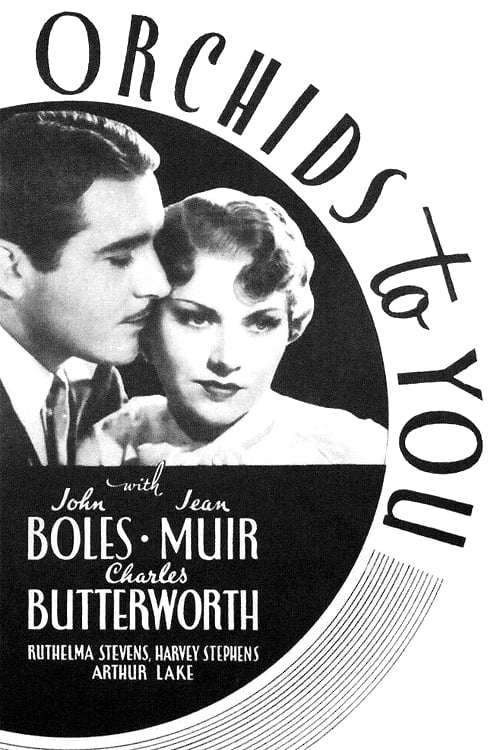 ORCHIDS to YOU
with
John Jean
BOLES · MUIR
Charles
BUTTERWORTH
RUTHELMA STEVENS, HARVEY STEPHENS
ARTHUR LAKE